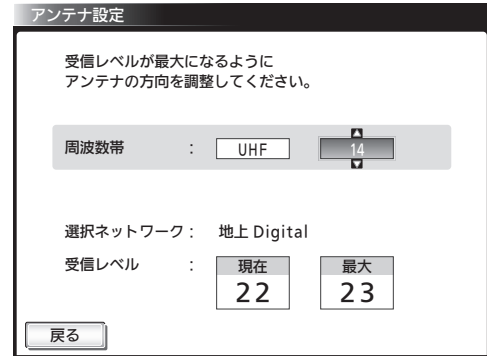 アンテナ設定
受信レベルが最大になるように
アンテナの方向を調整してください。
周波数帯 : UHF 14
選択ネットワーク : 地上 Digital
受信レベル : 現在 最大
22 23
戻る